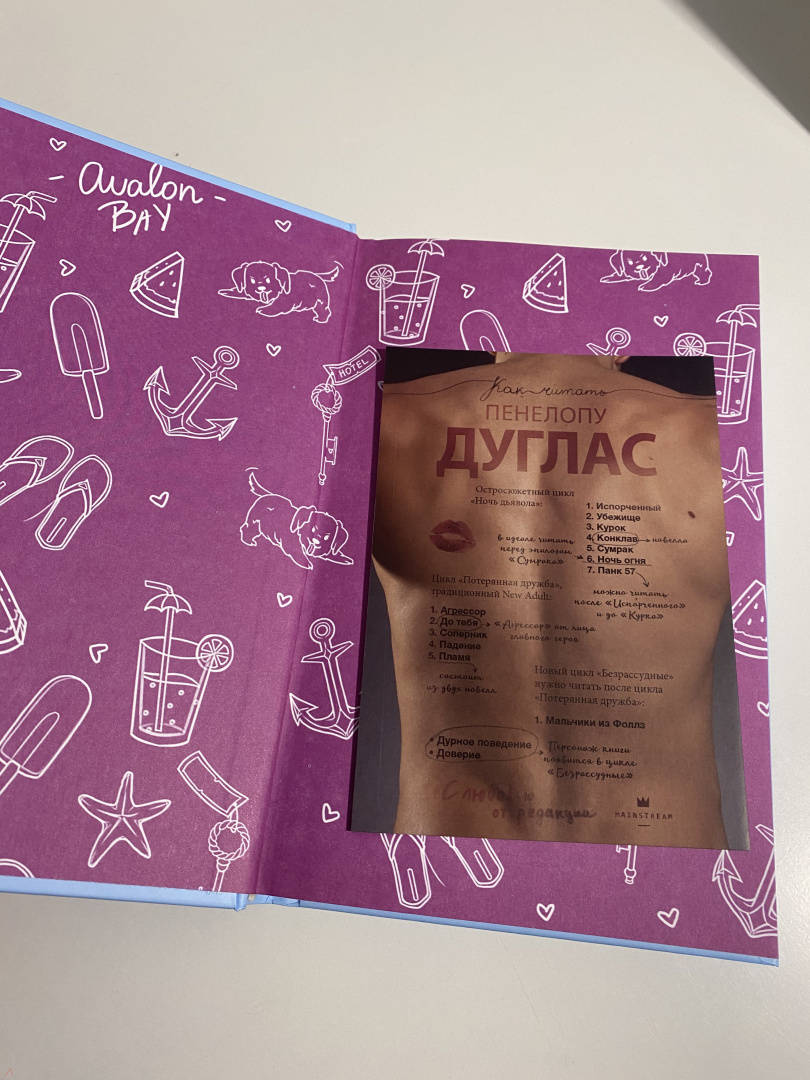 - Avalon -
BAY
HOTEL
Как читать
ПЕНЕЛОПУ
ДУГЛАС
Остросюжетный цикл
«Ночь дьявола»:
1. Испорченный
2. Убежище
3. Курок
4. Конклав → новелла
5. Сумрак
6. Ночь огня
7. Панк 57
в идеале читать
перед эпилогом
«Сумрака»
можно читать
после «Испорченного»
и до «Курка»
Цикл «Потерянная дружба»,
традиционный New Adult:
1. Агрессор
2. До тебя → «Агрессор» от лица
главного героя
3. Соперник
4. Падение
5. Пламя
состоит
из двух новелл
Новый цикл «Безрассудные»
нужно читать после цикла
«Потерянная дружба»:
1. Мальчики из Фоллз
• Дурное поведение
• Доверие
Персонаж книги
появится в цикле
«Безрассудные»
С любовью
от редакции
MAINSTREAM